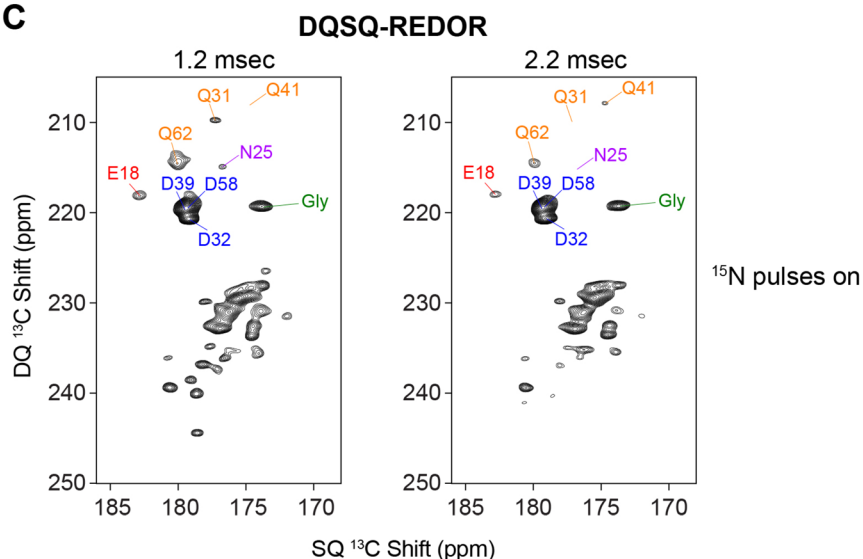 C
DQSQ-REDOR
1.2 msec
2.2 msec
Q31
Q41
Q62
N25
E18
D39
D58
Gly
D32
Q31
Q41
Q62
N25
E18
D39
D58
Gly
D32
210
220
230
240
250
210
220
230
240
250
185
180
175
170
185
180
175
170
DQ ¹³C Shift (ppm)
SQ ¹³C Shift (ppm)
¹⁵N pulses on